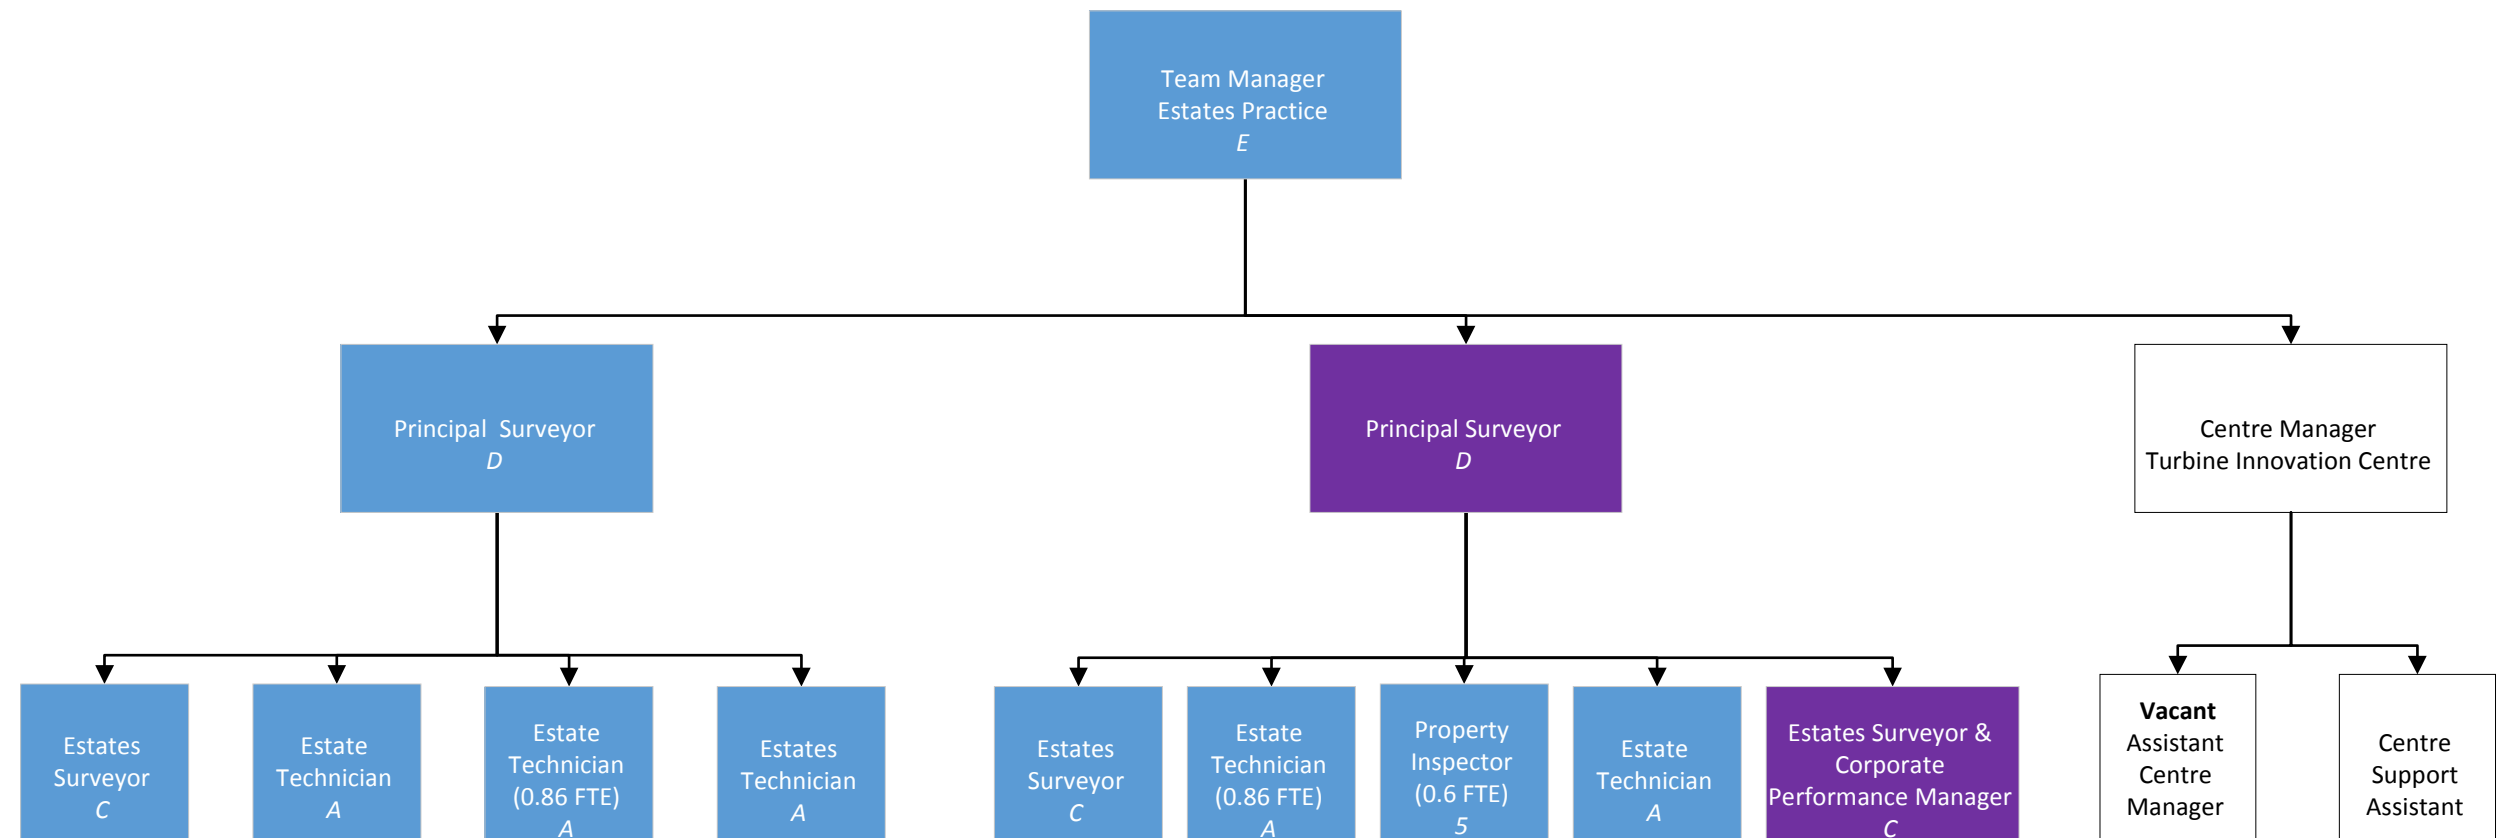 Team Manager
Estates Practice
E
Principal Surveyor
D
Principal Surveyor
D
Centre Manager
Turbine Innovation Centre
Estates
Surveyor
C
Estate
Technician
A
Estate
Technician
(0.86 FTE)
A
Estates
Technician
A
Estates
Surveyor
C
Estate
Technician
(0.86 FTE)
A
Property
Inspector
(0.6 FTE)
5
Estate
Technician
A
Estates Surveyor &
Corporate
Performance Manager
C
Vacant
Assistant
Centre
Manager
Centre
Support
Assistant